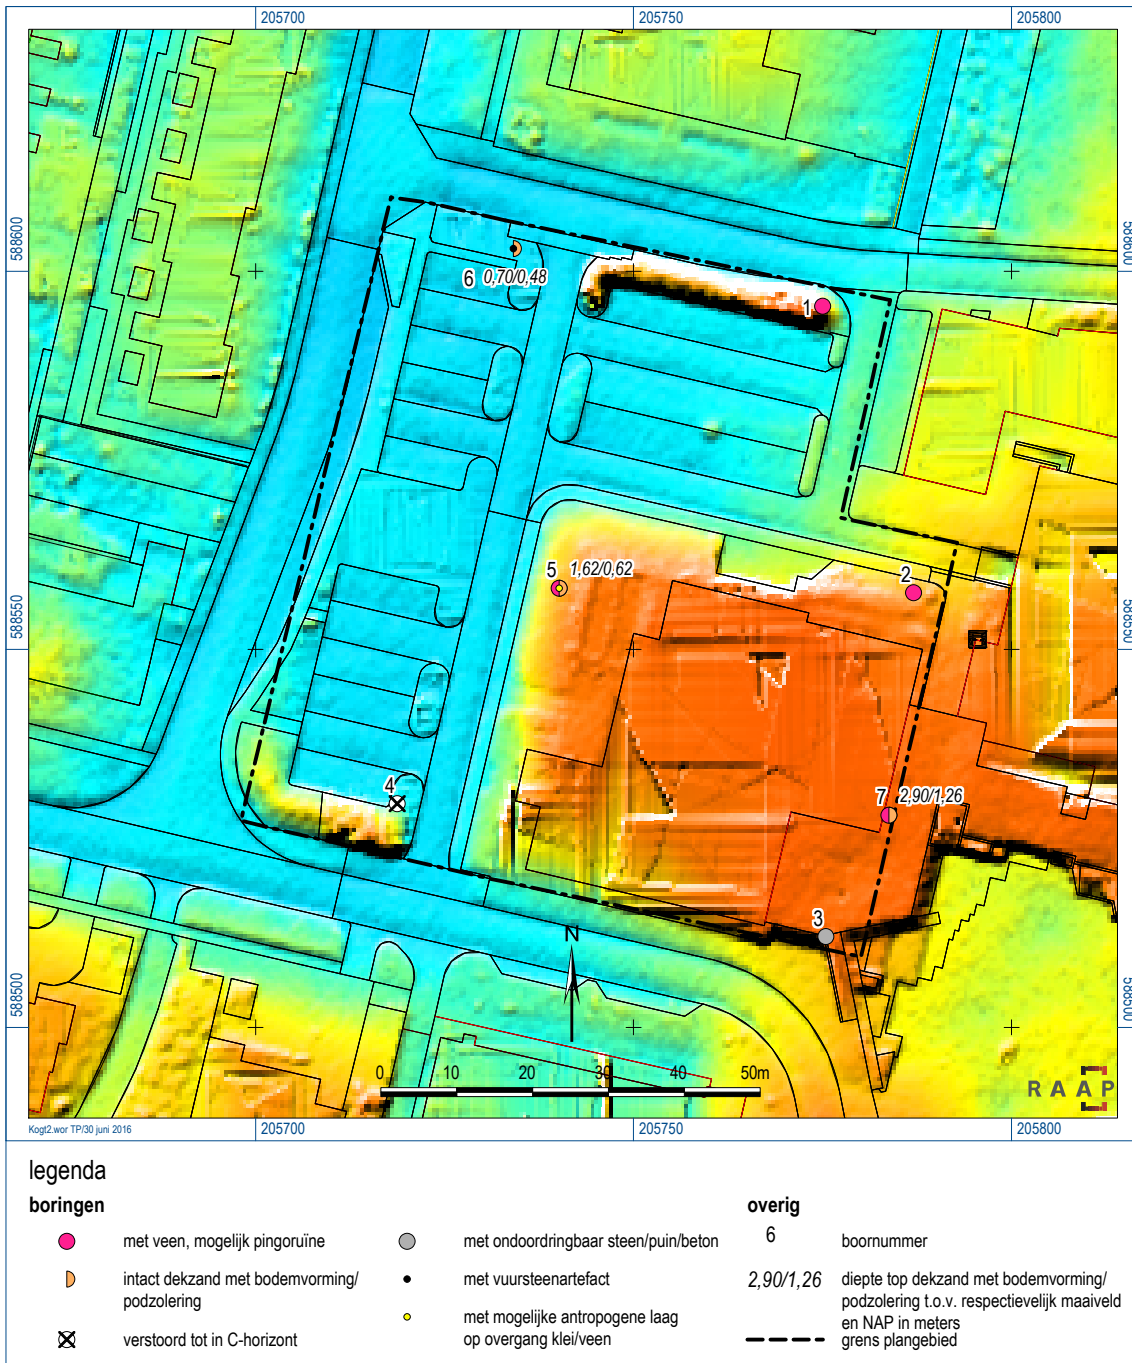 205700
205750
205800
588600
588600
6 0,70/0,48
1
5 1,62/0,62
2
588550
588550
4
7 2,90/1,26
3
N
588500
588500
0 10 20 30 40 50m
RAAP
Kogt2.wor TP/30 juni 2016
205700
205750
205800
legenda
boringen
met veen, mogelijk pingoruïne
intact dekzand met bodemvorming/
podzolering
verstoord tot in C-horizont
met ondoordringbaar steen/puin/beton
met vuursteenartefact
met mogelijke antropogene laag
op overgang klei/veen
overig
6 boornummer
2,90/1,26 diepte top dekzand met bodemvorming/
podzolering t.o.v. respectievelijk maaiveld
en NAP in meters
grens plangebied